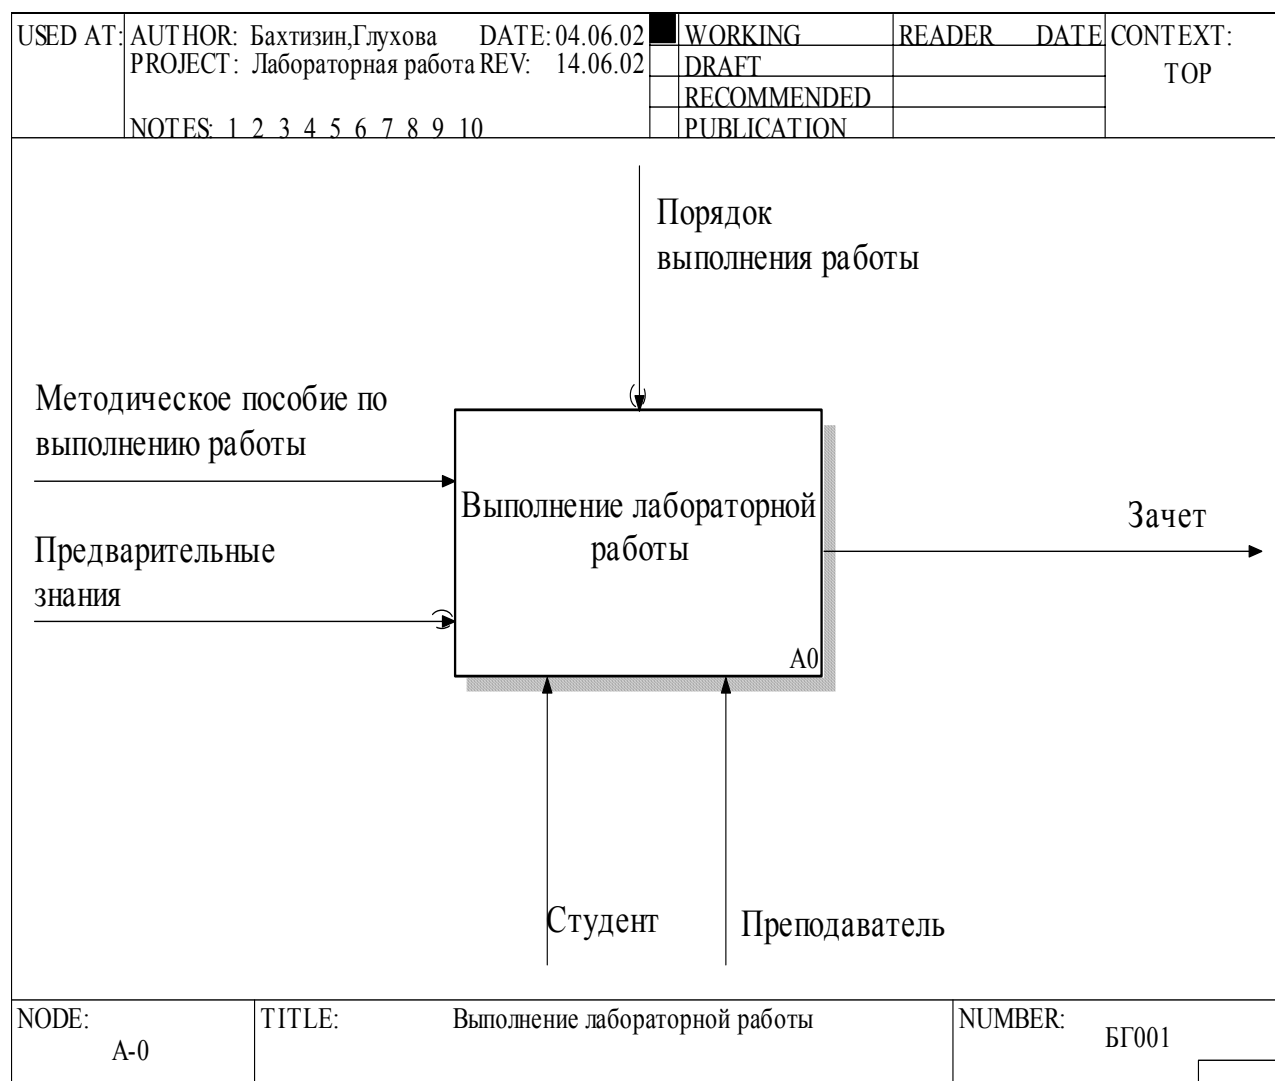 USED AT: AUTHOR: Бахтизин,Глухова DATE: 04.06.02 WORKING READER DATE CONTEXT:
PROJECT: Лабораторная работа REV: 14.06.02 DRAFT TOP
RECOMMENDED
NOTES: 1 2 3 4 5 6 7 8 9 10 PUBLICATION
Порядок
выполнения работы
Методическое пособие по
выполнению работы
Выполнение лабораторной
работы
Зачет
Предварительные
знания
A0
Студент
Преподаватель
NODE: TITLE: Выполнение лабораторной работы NUMBER:
A-0 БГ001